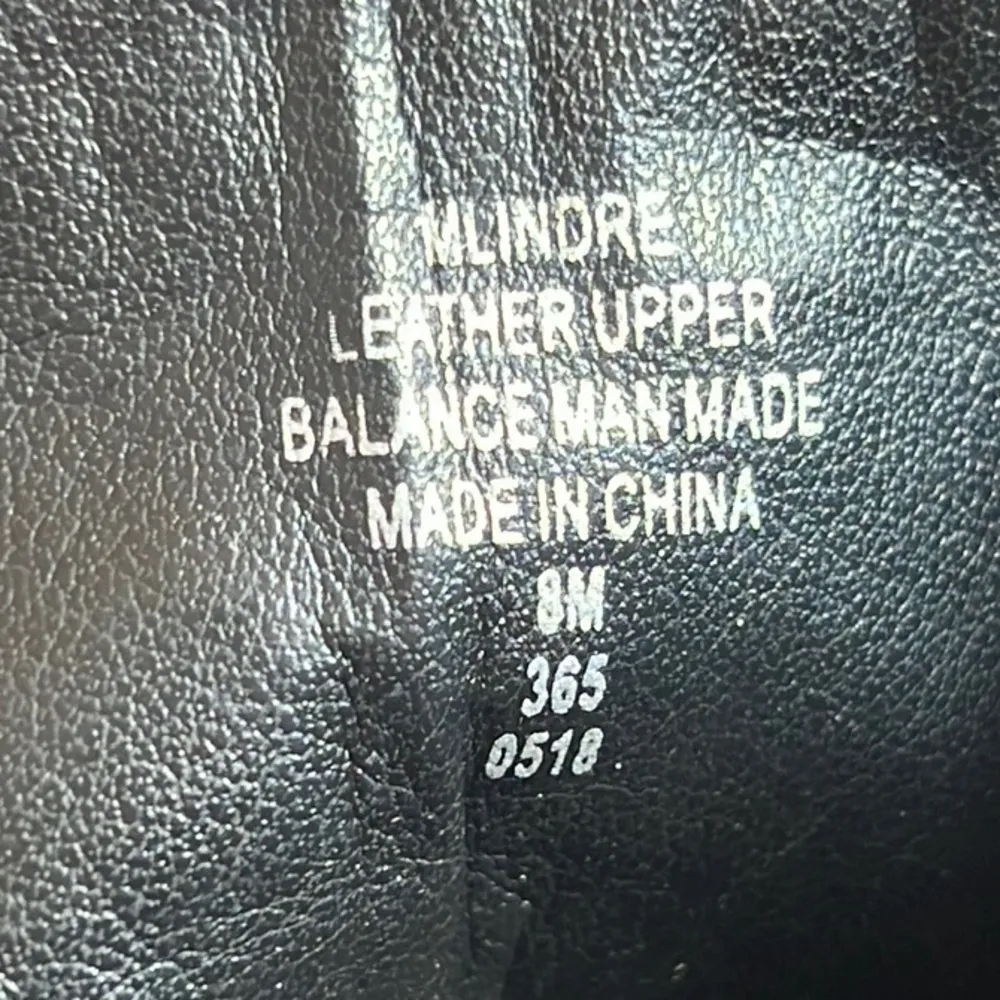 MLINDRE
LEATHER UPPER
BALANCE MAN MADE
MADE IN CHINA
8M
365
0518